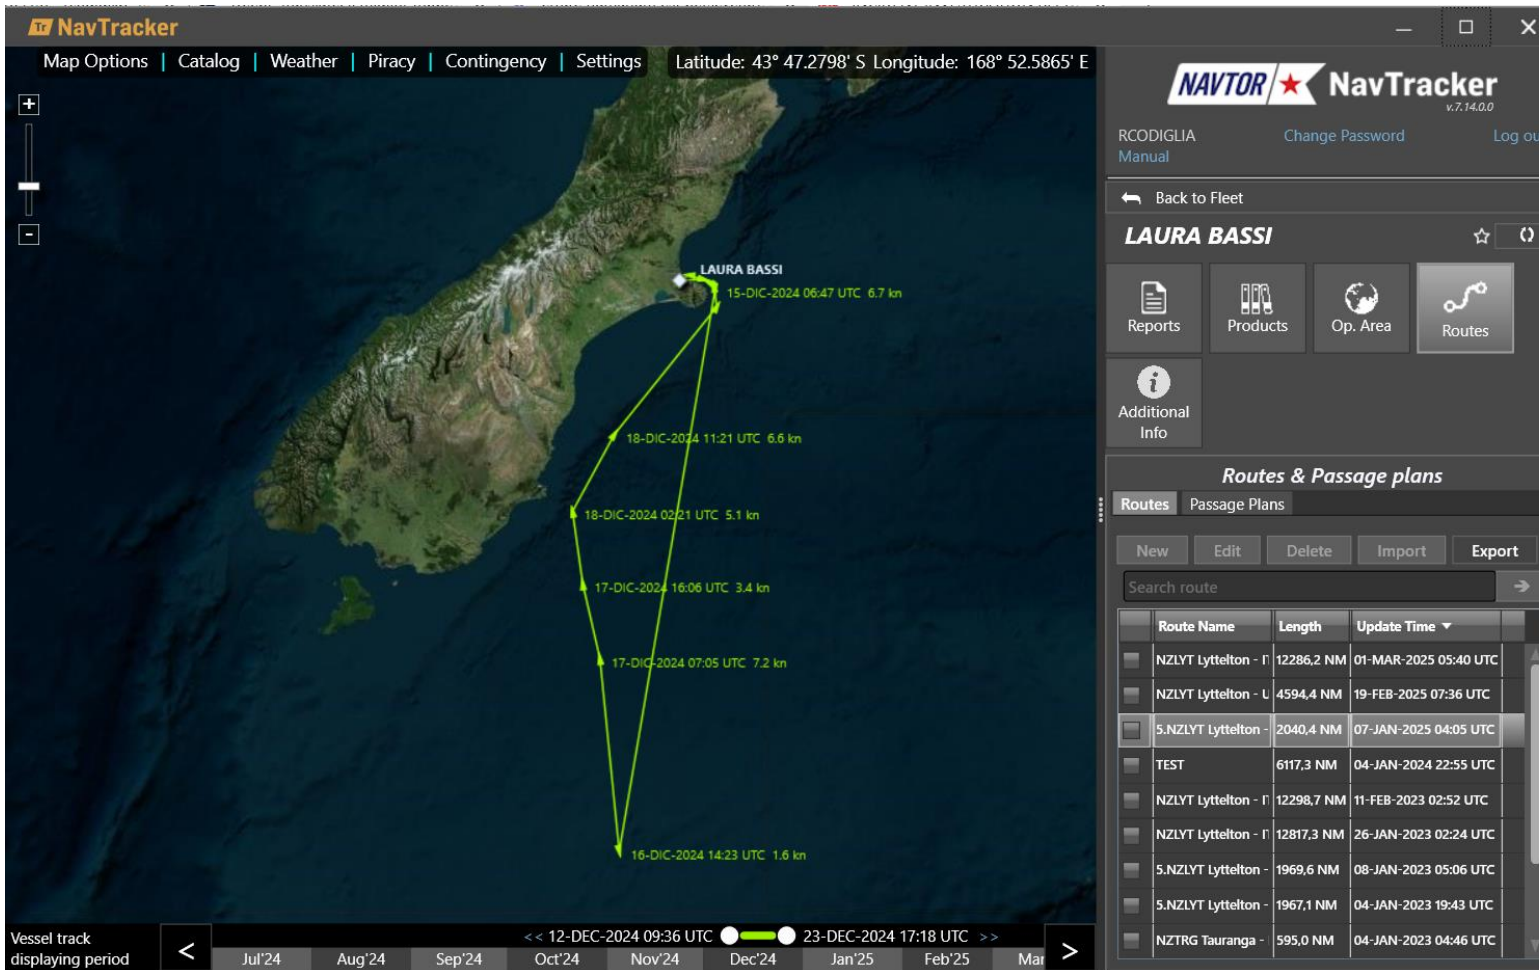 Tr NavTracker
Map Options | Catalog | Weather | Piracy | Contingency | Settings
Latitude: 43° 47.2798' S Longitude: 168° 52.5865' E
+
-
LAURA BASSI
15-DIC-2024 06:47 UTC 6.7 kn
18-DIC-2024 11:21 UTC 6.6 kn
18-DIC-2024 02:21 UTC 5.1 kn
17-DIC-2024 16:06 UTC 3.4 kn
17-DIC-2024 07:05 UTC 7.2 kn
16-DIC-2024 14:23 UTC 1.6 kn
Vessel track
displaying period
<
<< 12-DEC-2024 09:36 UTC
23-DEC-2024 17:18 UTC >>
Jul'24 Aug'24 Sep'24 Oct'24 Nov'24 Dec'24 Jan'25 Feb'25 Mar
>
NAVTOR NavTracker
v.7.14.0.0
RCODIGLIA Change Password Log ou
Manual
Back to Fleet
LAURA BASSI
Reports Products Op. Area Routes
Additional
Info
Routes & Passage plans
Routes Passage Plans
New Edit Delete Import Export
Search route
Route Name Length Update Time
NZLYT Lyttelton - 12286,2 NM 01-MAR-2025 05:40 UTC
NZLYT Lyttelton - 4594,4 NM 19-FEB-2025 07:36 UTC
5.NZLYT Lyttelton - 2040,4 NM 07-JAN-2025 04:05 UTC
TEST 6117,3 NM 04-JAN-2024 22:55 UTC
NZLYT Lyttelton - 12298,7 NM 11-FEB-2023 02:52 UTC
NZLYT Lyttelton - 12817,3 NM 26-JAN-2023 02:24 UTC
5.NZLYT Lyttelton - 1969,6 NM 08-JAN-2023 05:06 UTC
5.NZLYT Lyttelton - 1967,1 NM 04-JAN-2023 19:43 UTC
NZTRG Tauranga - 595,0 NM 04-JAN-2023 04:46 UTC